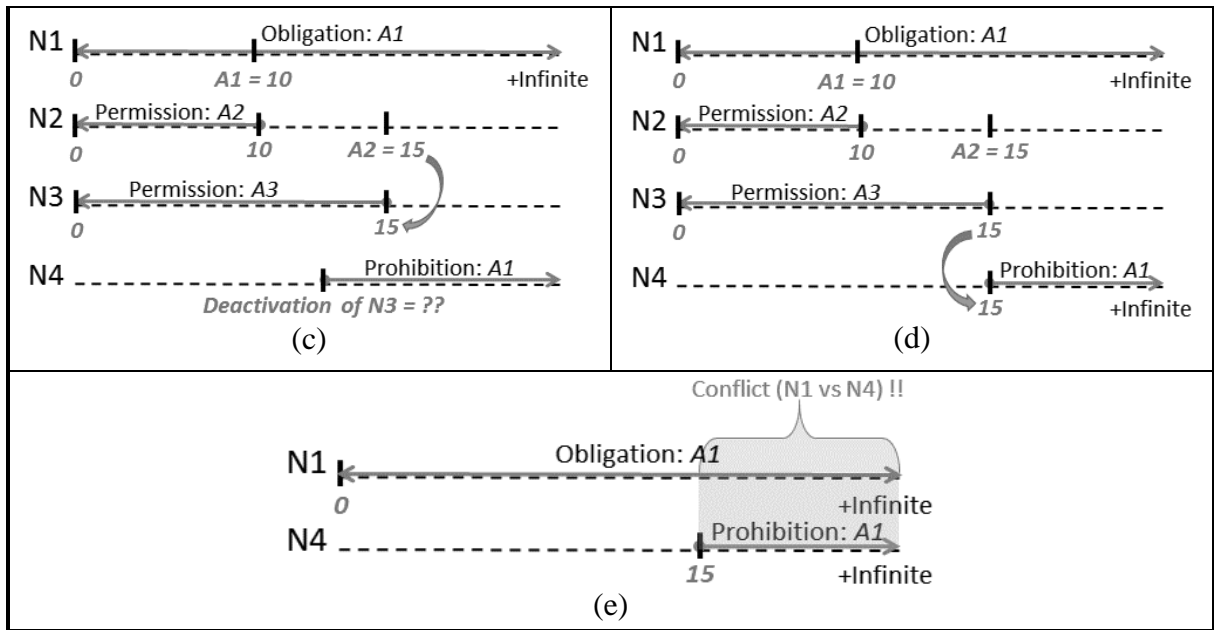 N1 Obligation: A1
0 A1 = 10 +Infinite
N2 Permission: A2
0 10 A2 = 15
N3 Permission: A3
0 15
N4 Prohibition: A1
Deactivation of N3 = ??
(c)
N1 Obligation: A1
0 A1 = 10 +Infinite
N2 Permission: A2
0 10 A2 = 15
N3 Permission: A3
0 15
N4 Prohibition: A1
15 +Infinite
(d)
Conflict (N1 vs N4) !!
N1 Obligation: A1
0 +Infinite
N4 Prohibition: A1
15 +Infinite
(e)